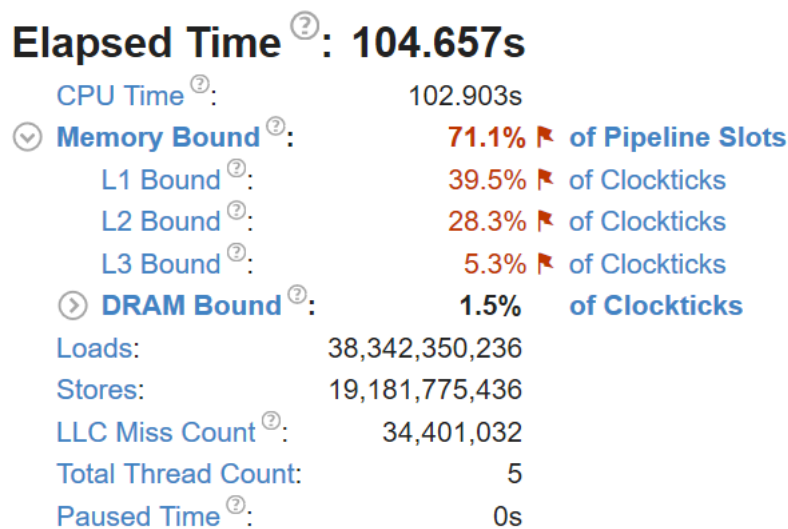 Elapsed Time ?: 104.657s
CPU Time ?: 102.903s
Memory Bound ?: 71.1% of Pipeline Slots
L1 Bound ?: 39.5% of Clockticks
L2 Bound ?: 28.3% of Clockticks
L3 Bound ?: 5.3% of Clockticks
DRAM Bound ?: 1.5% of Clockticks
Loads: 38,342,350,236
Stores: 19,181,775,436
LLC Miss Count ?: 34,401,032
Total Thread Count: 5
Paused Time ?: 0s